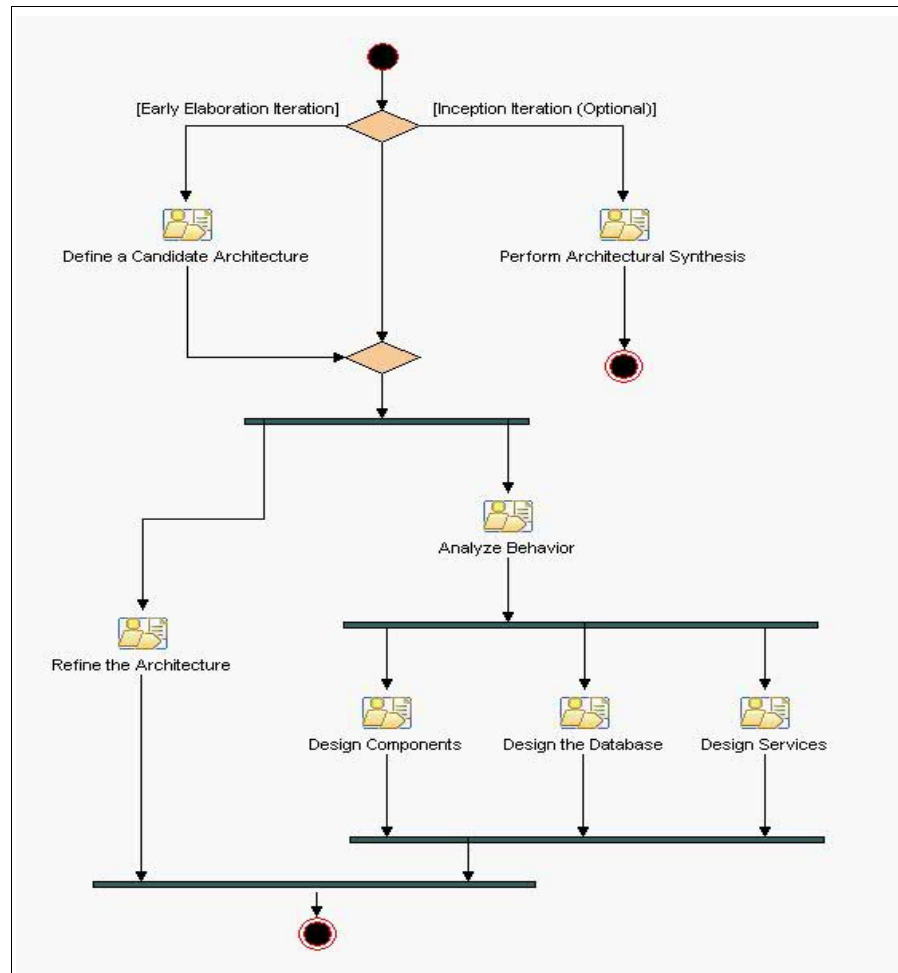 [Early Elaboration Iteration]
[Inception Iteration (Optional)]
Define a Candidate Architecture
Perform Architectural Synthesis
Analyze Behavior
Refine the Architecture
Design Components
Design the Database
Design Services